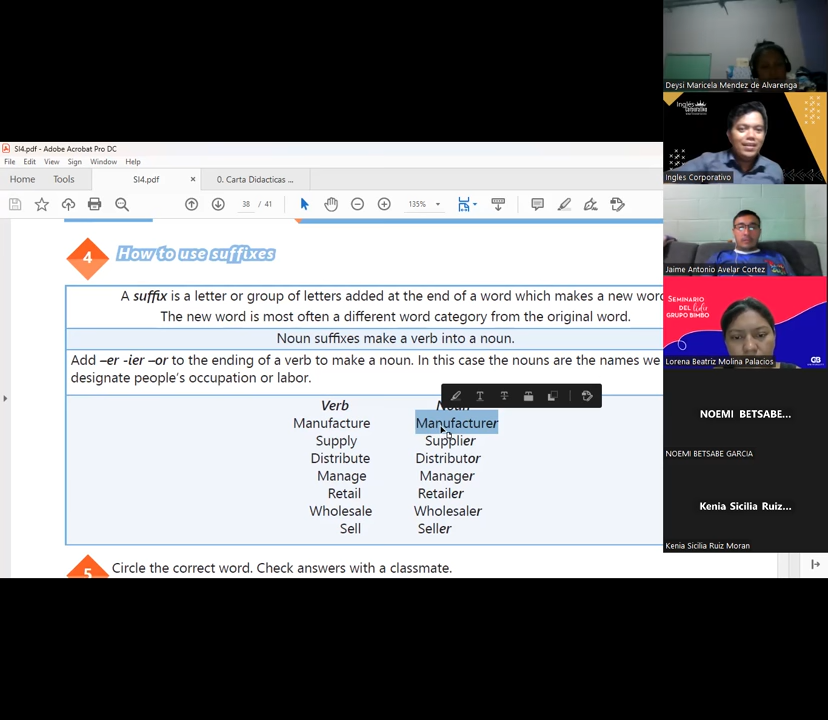 SI4.pdf - Adobe Acrobat Pro DC
File Edit View Sign Window Help
Home Tools SI4.pdf × 0. Carta Didacticas ...
38 / 41 135%
4 How to use suffixes
A suffix is a letter or group of letters added at the end of a word which makes a new word
The new word is most often a different word category from the original word.
Noun suffixes make a verb into a noun.
Add –er -ier –or to the ending of a verb to make a noun. In this case the nouns are the names we
designate people's occupation or labor.
Verb Noun
Manufacture Manufacturer
Supply Supplier
Distribute Distributor
Manage Manager
Retail Retailer
Wholesale Wholesaler
Sell Seller
5 Circle the correct word. Check answers with a classmate.
Deysi Maricela Mendez de Alvarenga
Inglés
Corporativo
Ingles Corporativo
Jaime Antonio Avelar Cortez
SEMINARIO
DEL líder
GRUPO BIMBO
Lorena Beatriz Molina Palacios
NOEMI BETSABE...
NOEMI BETSABE GARCIA
Kenia Sicilia Ruiz...
Kenia Sicilia Ruiz Moran